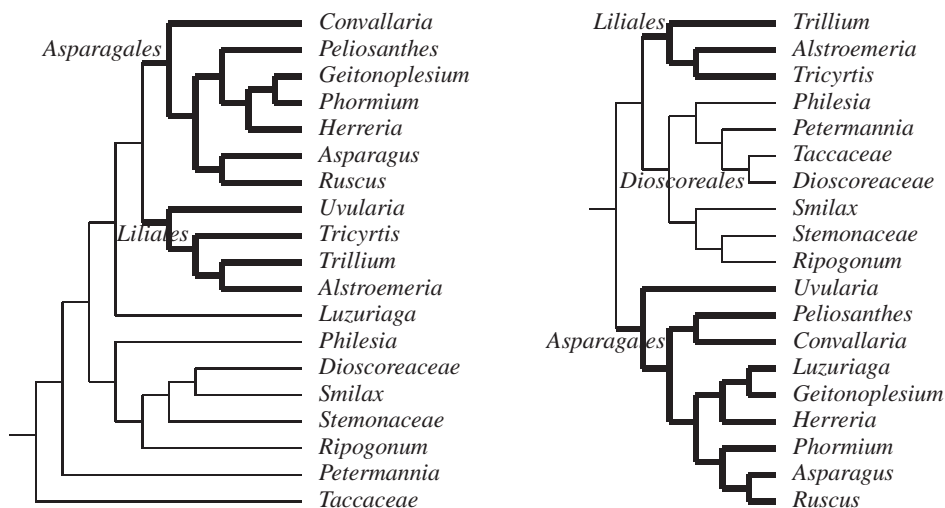 Asparagales
Convallaria
Peliosanthes
Geitonoplesium
Phormium
Herreria
Asparagus
Ruscus
Uvularia
Liliales
Tricyrtis
Trillium
Alstroemeria
Luzuriaga
Philesia
Dioscoreaceae
Smilax
Stemonaceae
Ripogonum
Petermannia
Taccaceae
Liliales
Trillium
Alstroemeria
Tricyrtis
Philesia
Petermannia
Taccaceae
Dioscoreales
Dioscoreaceae
Smilax
Stemonaceae
Ripogonum
Uvularia
Peliosanthes
Asparagales
Convallaria
Luzuriaga
Geitonoplesium
Herreria
Phormium
Asparagus
Ruscus